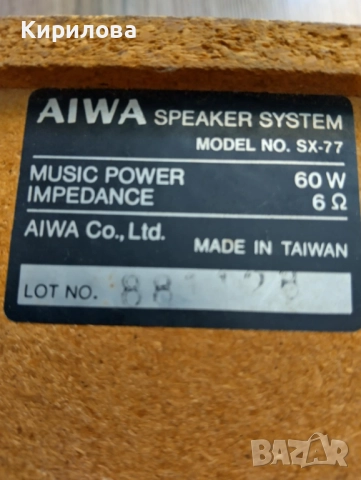 Кирилова
AIWA SPEAKER SYSTEM
MODEL NO. SX-77
MUSIC POWER 60 W
IMPEDANCE 6 Ω
AIWA Co., Ltd.
MADE IN TAIWAN
LOT NO.
BAZAR